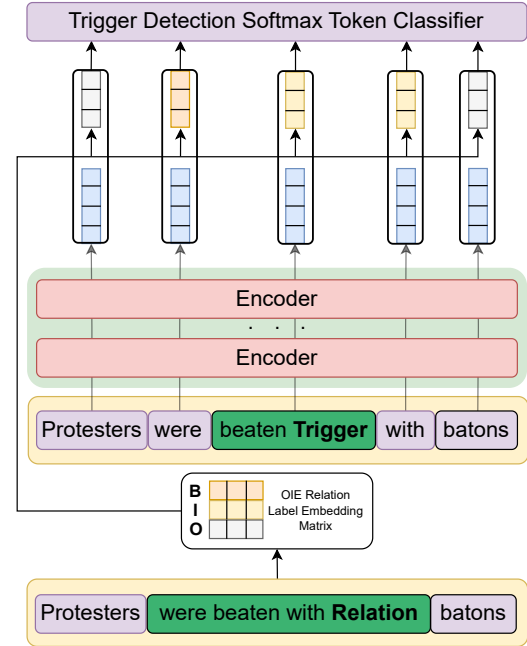 Trigger Detection Softmax Token Classifier
Encoder
. . .
Encoder
Protesters were beaten Trigger with batons
B
I
O
OIE Relation
Label Embedding
Matrix
Protesters were beaten with Relation batons